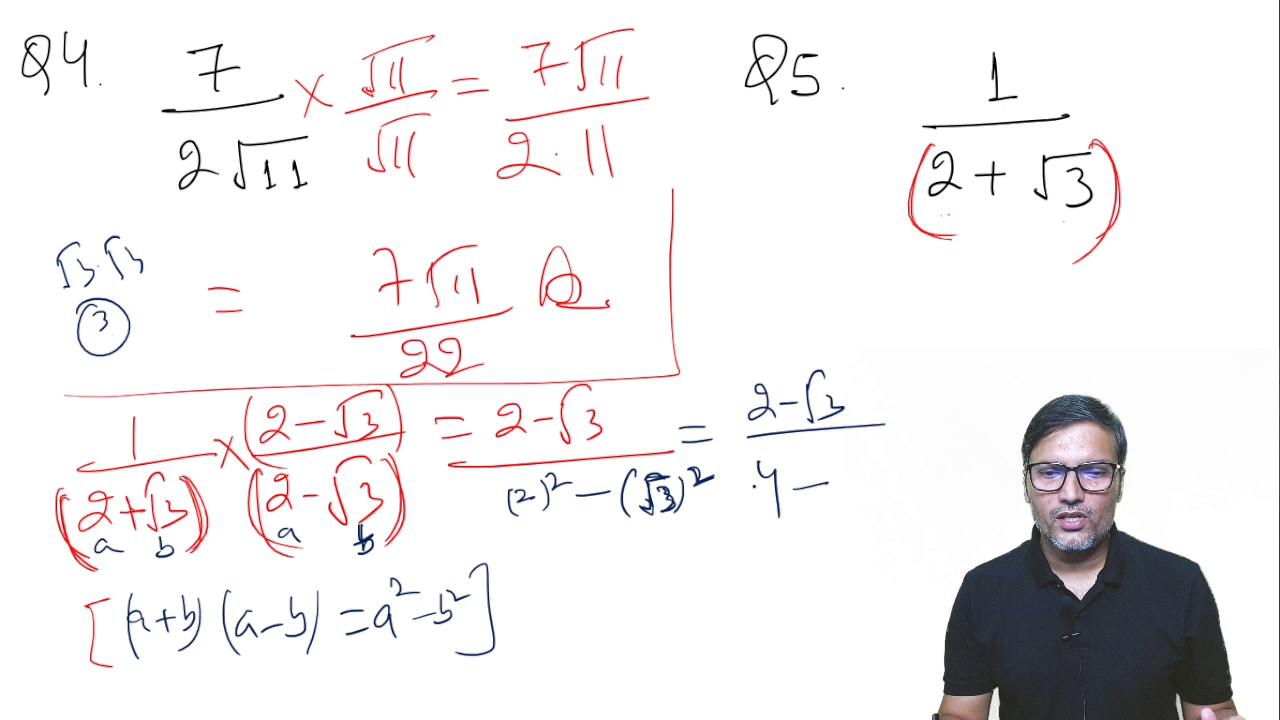 Q4. 7/(2√11) × √11/√11 = 7√11/(2·11)
= 7√11/22
√3·√3
3
Q5. 1/(2+√3)
1/(2+√3) × (2-√3)/(2-√3) = 2-√3/((2)²-(√3)²) = 2-√3/(4-
a b a b
[(a+b)(a-b)=a²-b²]